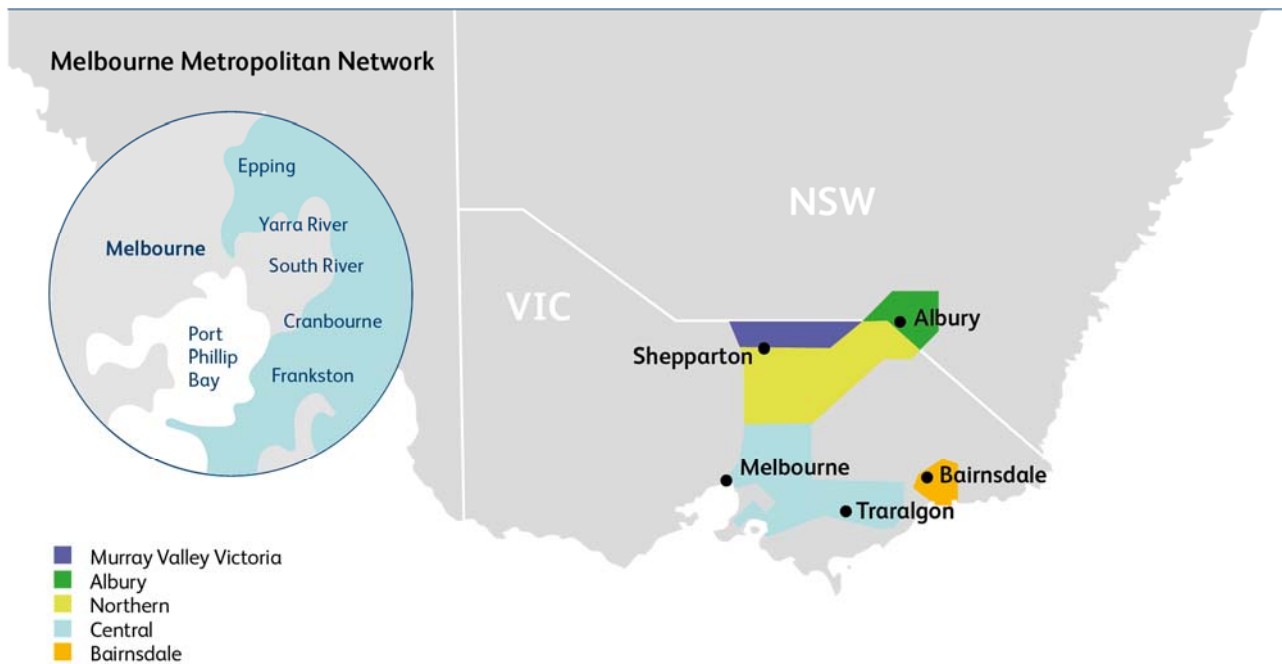 Melbourne Metropolitan Network
Epping
Yarra River
Melbourne
South River
Cranbourne
Port
Phillip
Bay
Frankston
NSW
VIC
Albury
Shepparton
Melbourne
Bairnsdale
Traralgon
Murray Valley Victoria
Albury
Northern
Central
Bairnsdale